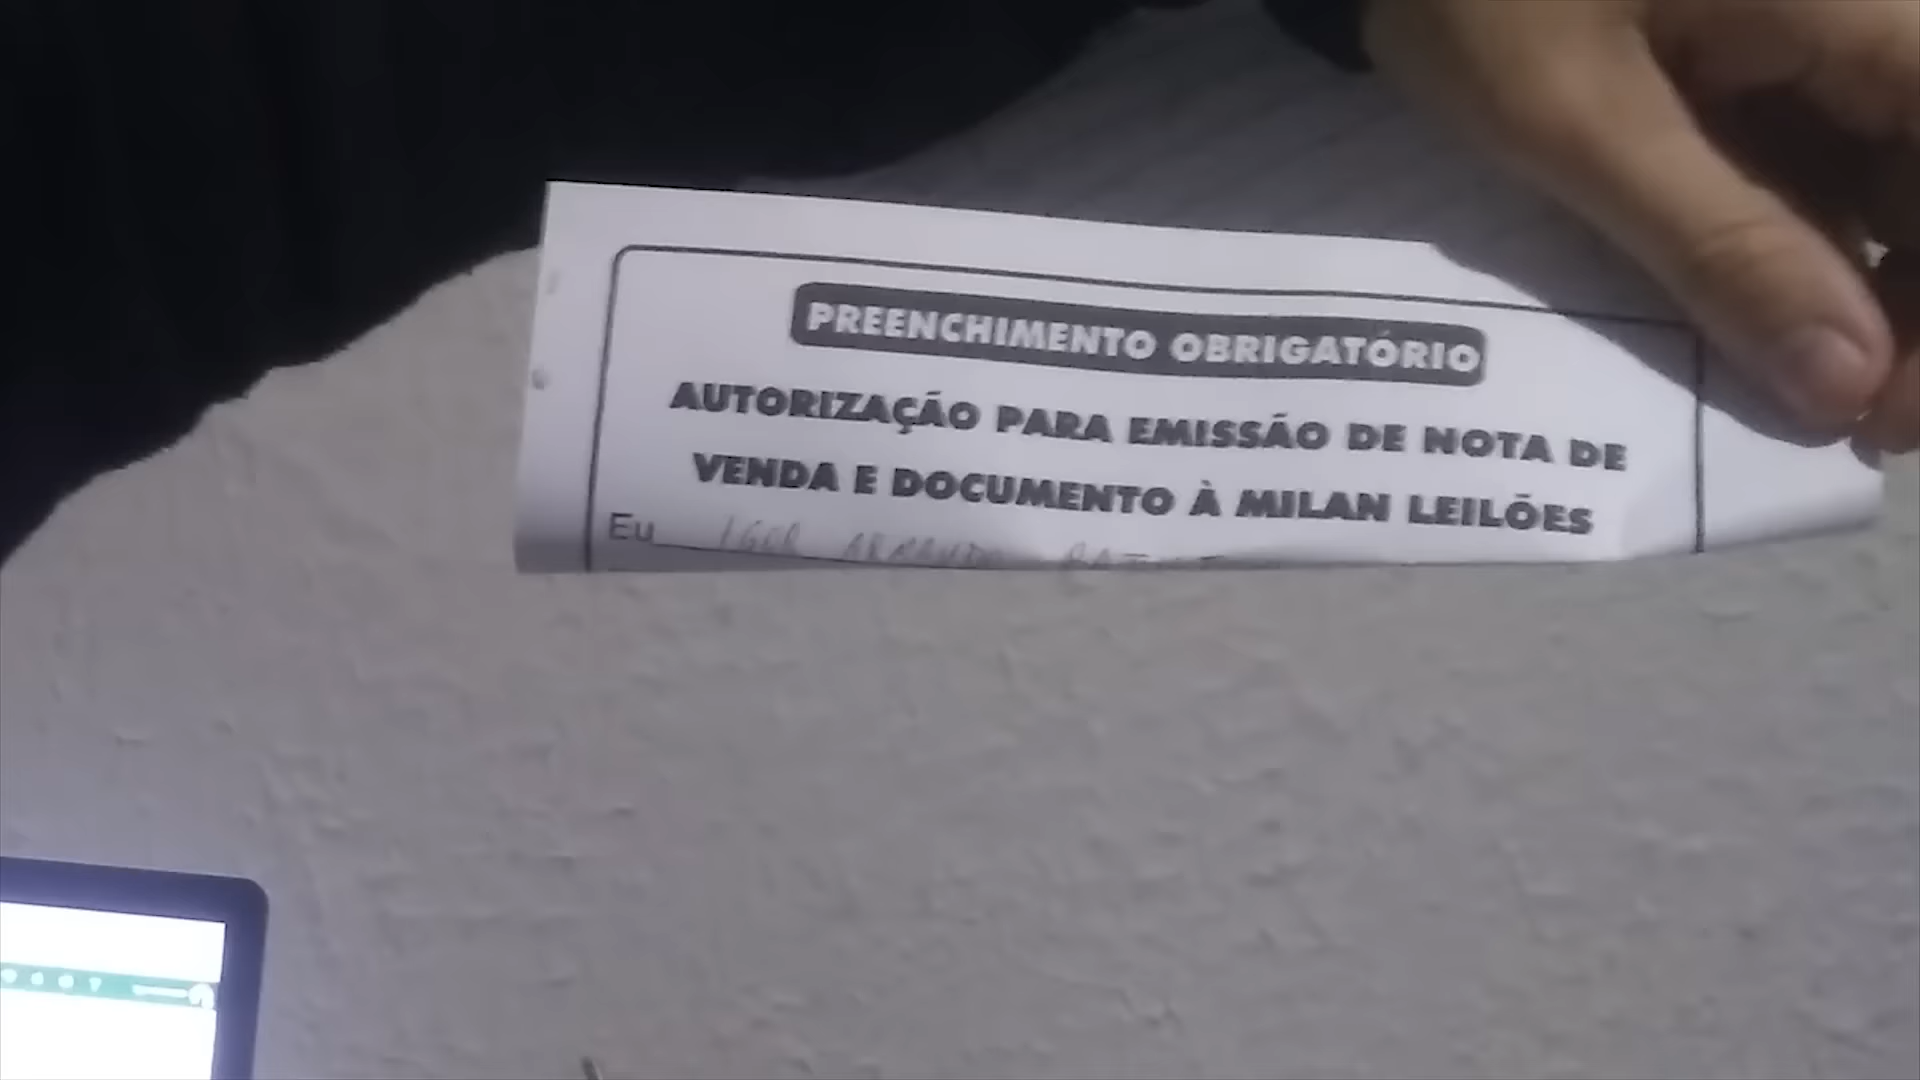 PREENCHIMENTO OBRIGATÓRIO
AUTORIZAÇÃO PARA EMISSÃO DE NOTA DE
VENDA E DOCUMENTO À MILAN LEILÕES
Eu